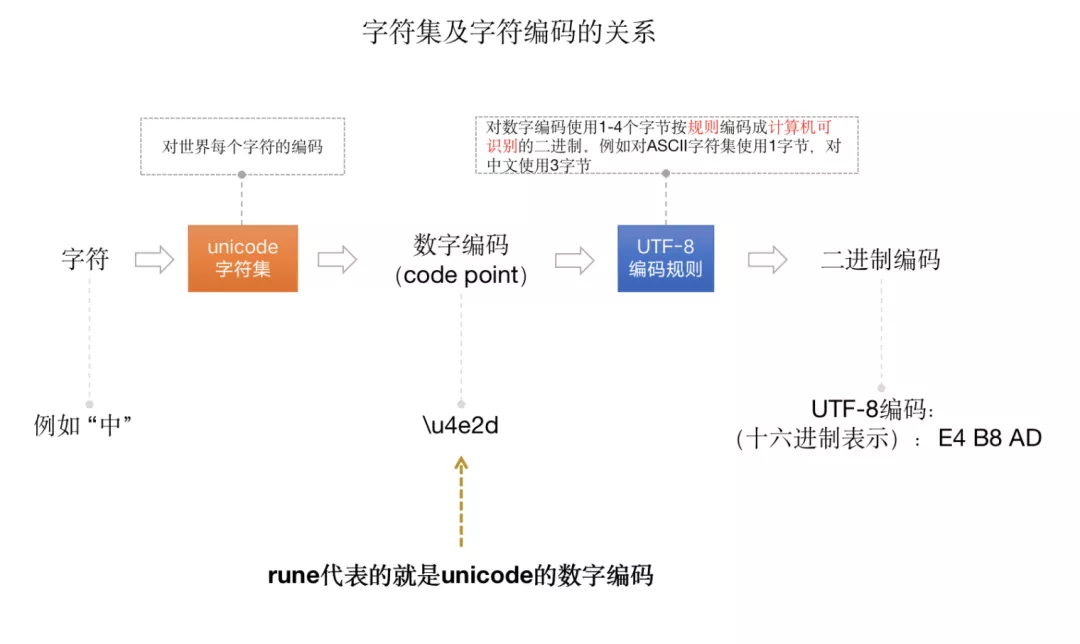 字符集及字符编码的关系
对世界每个字符的编码
对数字编码使用1-4个字节按规则编码成计算机可
识别的二进制，例如对ASCII字符集使用1字节，对
中文使用3字节
字符
unicode
字符集
数字编码
（code point）
UTF-8
编码规则
二进制编码
例如 “中”
\u4e2d
UTF-8编码：
（十六进制表示）：E4 B8 AD
rune代表的就是unicode的数字编码